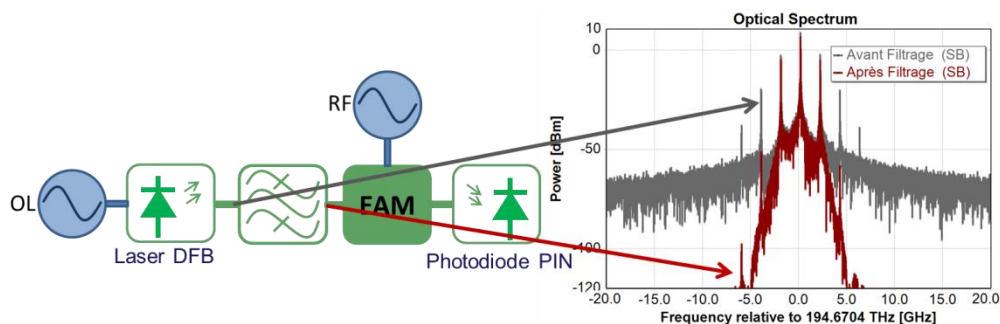 OL
Laser DFB
RF
EAM
Photodiode PIN
Optical Spectrum
Avant Filtrage (SB)
Après Filtrage (SB)
Power [dBm]
10
0
-50
-100
-120
-20.0 -15.0 -10.0 -5.0 0.0 5.0 10.0 15.0 20.0
Frequency relative to 194.6704 THz [GHz]